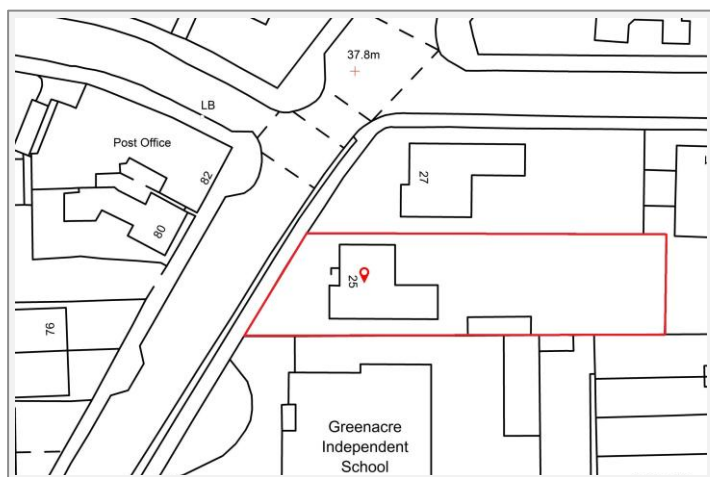 37.8m
LB
Post Office
82
27
80
25
76
Greenacre
Independent
School